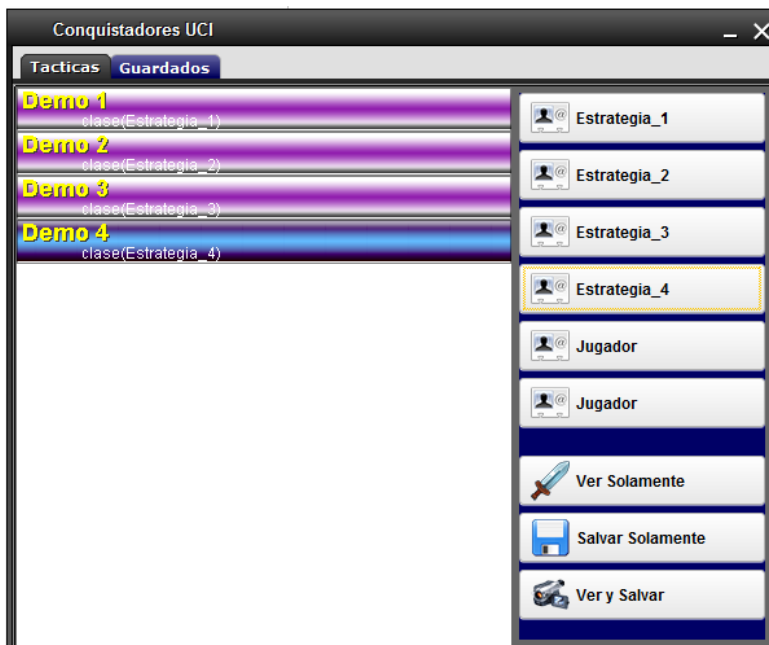 Conquistadores UCI
Tacticas Guardados
Demo 1
clase(Estrategia_1)
Demo 2
clase(Estrategia_2)
Demo 3
clase(Estrategia_3)
Demo 4
clase(Estrategia_4)
Estrategia_1
Estrategia_2
Estrategia_3
Estrategia_4
Jugador
Jugador
Ver Solamente
Salvar Solamente
Ver y Salvar